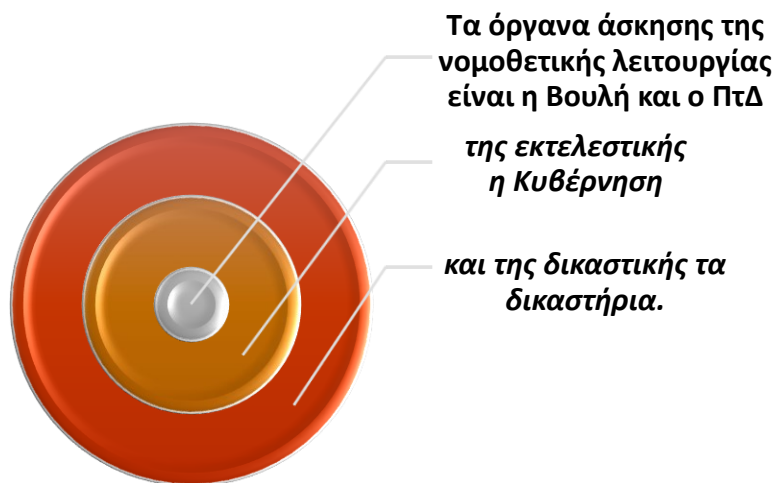 Τα όργανα άσκησης της
νομοθετικής λειτουργίας
είναι η Βουλή και ο ΠτΔ
της εκτελεστικής
η Κυβέρνηση
και της δικαστικής τα
δικαστήρια.